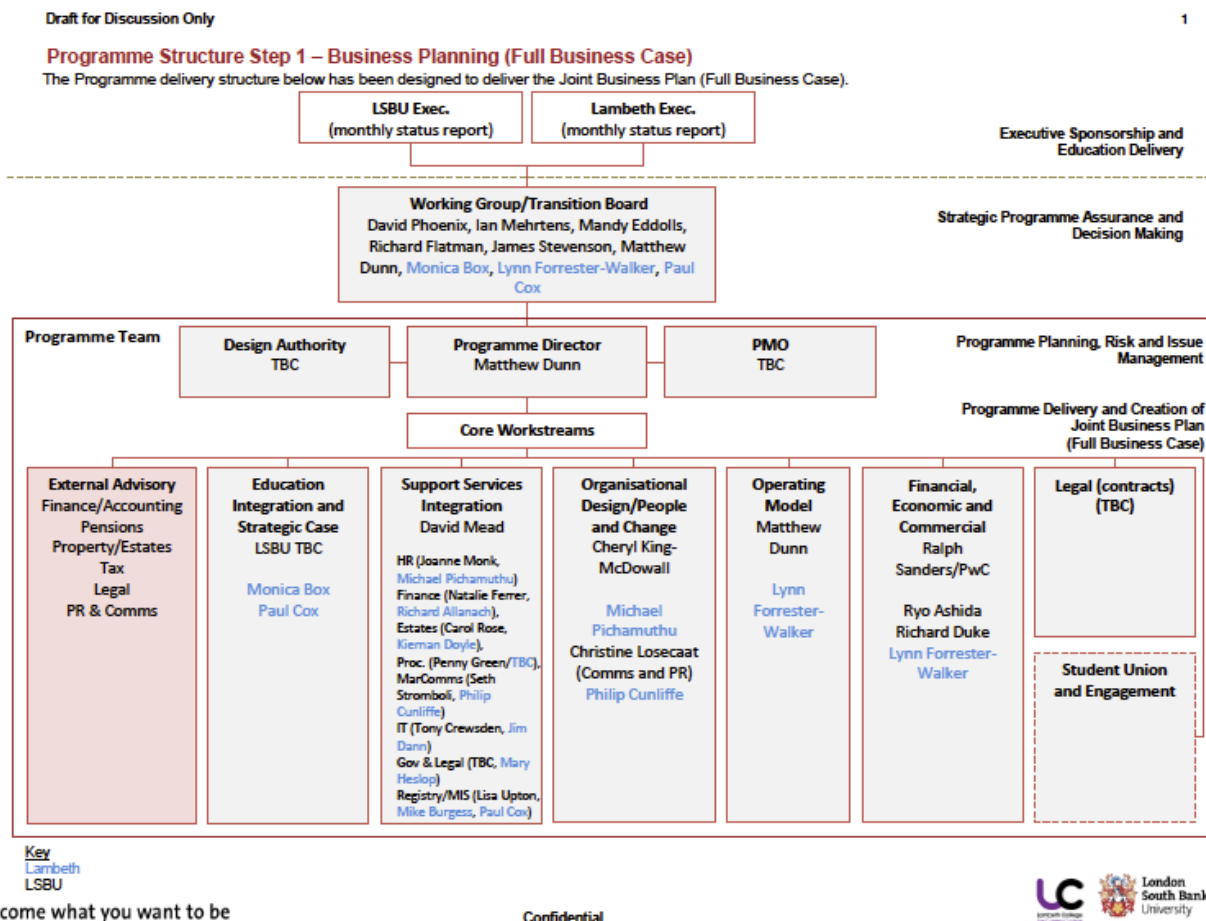 Draft for Discussion Only
1
Programme Structure Step 1 – Business Planning (Full Business Case)
The Programme delivery structure below has been designed to deliver the Joint Business Plan (Full Business Case).
LSBU Exec.
(monthly status report)
Lambeth Exec.
(monthly status report)
Executive Sponsorship and
Education Delivery
Working Group/Transition Board
David Phoenix, Ian Mehrtens, Mandy Eddolls,
Richard Flatman, James Stevenson, Matthew
Dunn, Monica Box, Lynn Forrester-Walker, Paul
Cox
Strategic Programme Assurance and
Decision Making
Programme Team
Design Authority
TBC
Programme Director
Matthew Dunn
PMO
TBC
Programme Planning, Risk and Issue
Management
Core Workstreams
Programme Delivery and Creation of
Joint Business Plan
(Full Business Case)
External Advisory
Finance/Accounting
Pensions
Property/Estates
Tax
Legal
PR & Comms
Education
Integration and
Strategic Case
LSBU TBC
Monica Box
Paul Cox
Support Services
Integration
David Mead
HR (Joanne Monk,
Michael Pichamuthu)
Finance (Natalie Ferrer,
Richard Allanach),
Estates (Carol Rose,
Kiernan Doyle),
Proc. (Penny Green/TBC),
MarComms (Seth
Stromboli, Philip
Cunliffe)
IT (Tony Crewsden, Jim
Dann)
Gov & Legal (TBC, Mary
Heslop)
Registry/MIS (Lisa Upton,
Mike Burgess, Paul Cox)
Organisational
Design/People
and Change
Cheryl King-
McDowall
Michael
Pichamuthu
Christine Losecaat
(Comms and PR)
Philip Cunliffe
Operating
Model
Matthew
Dunn
Lynn
Forrester-
Walker
Financial,
Economic and
Commercial
Ralph
Sanders/PwC
Ryo Ashida
Richard Duke
Lynn Forrester-
Walker
Legal (contracts)
(TBC)
Student Union
and Engagement
Key
Lambeth
LSBU
come what you want to be
Confidential
LC
Lambeth College
London
South Bank
University